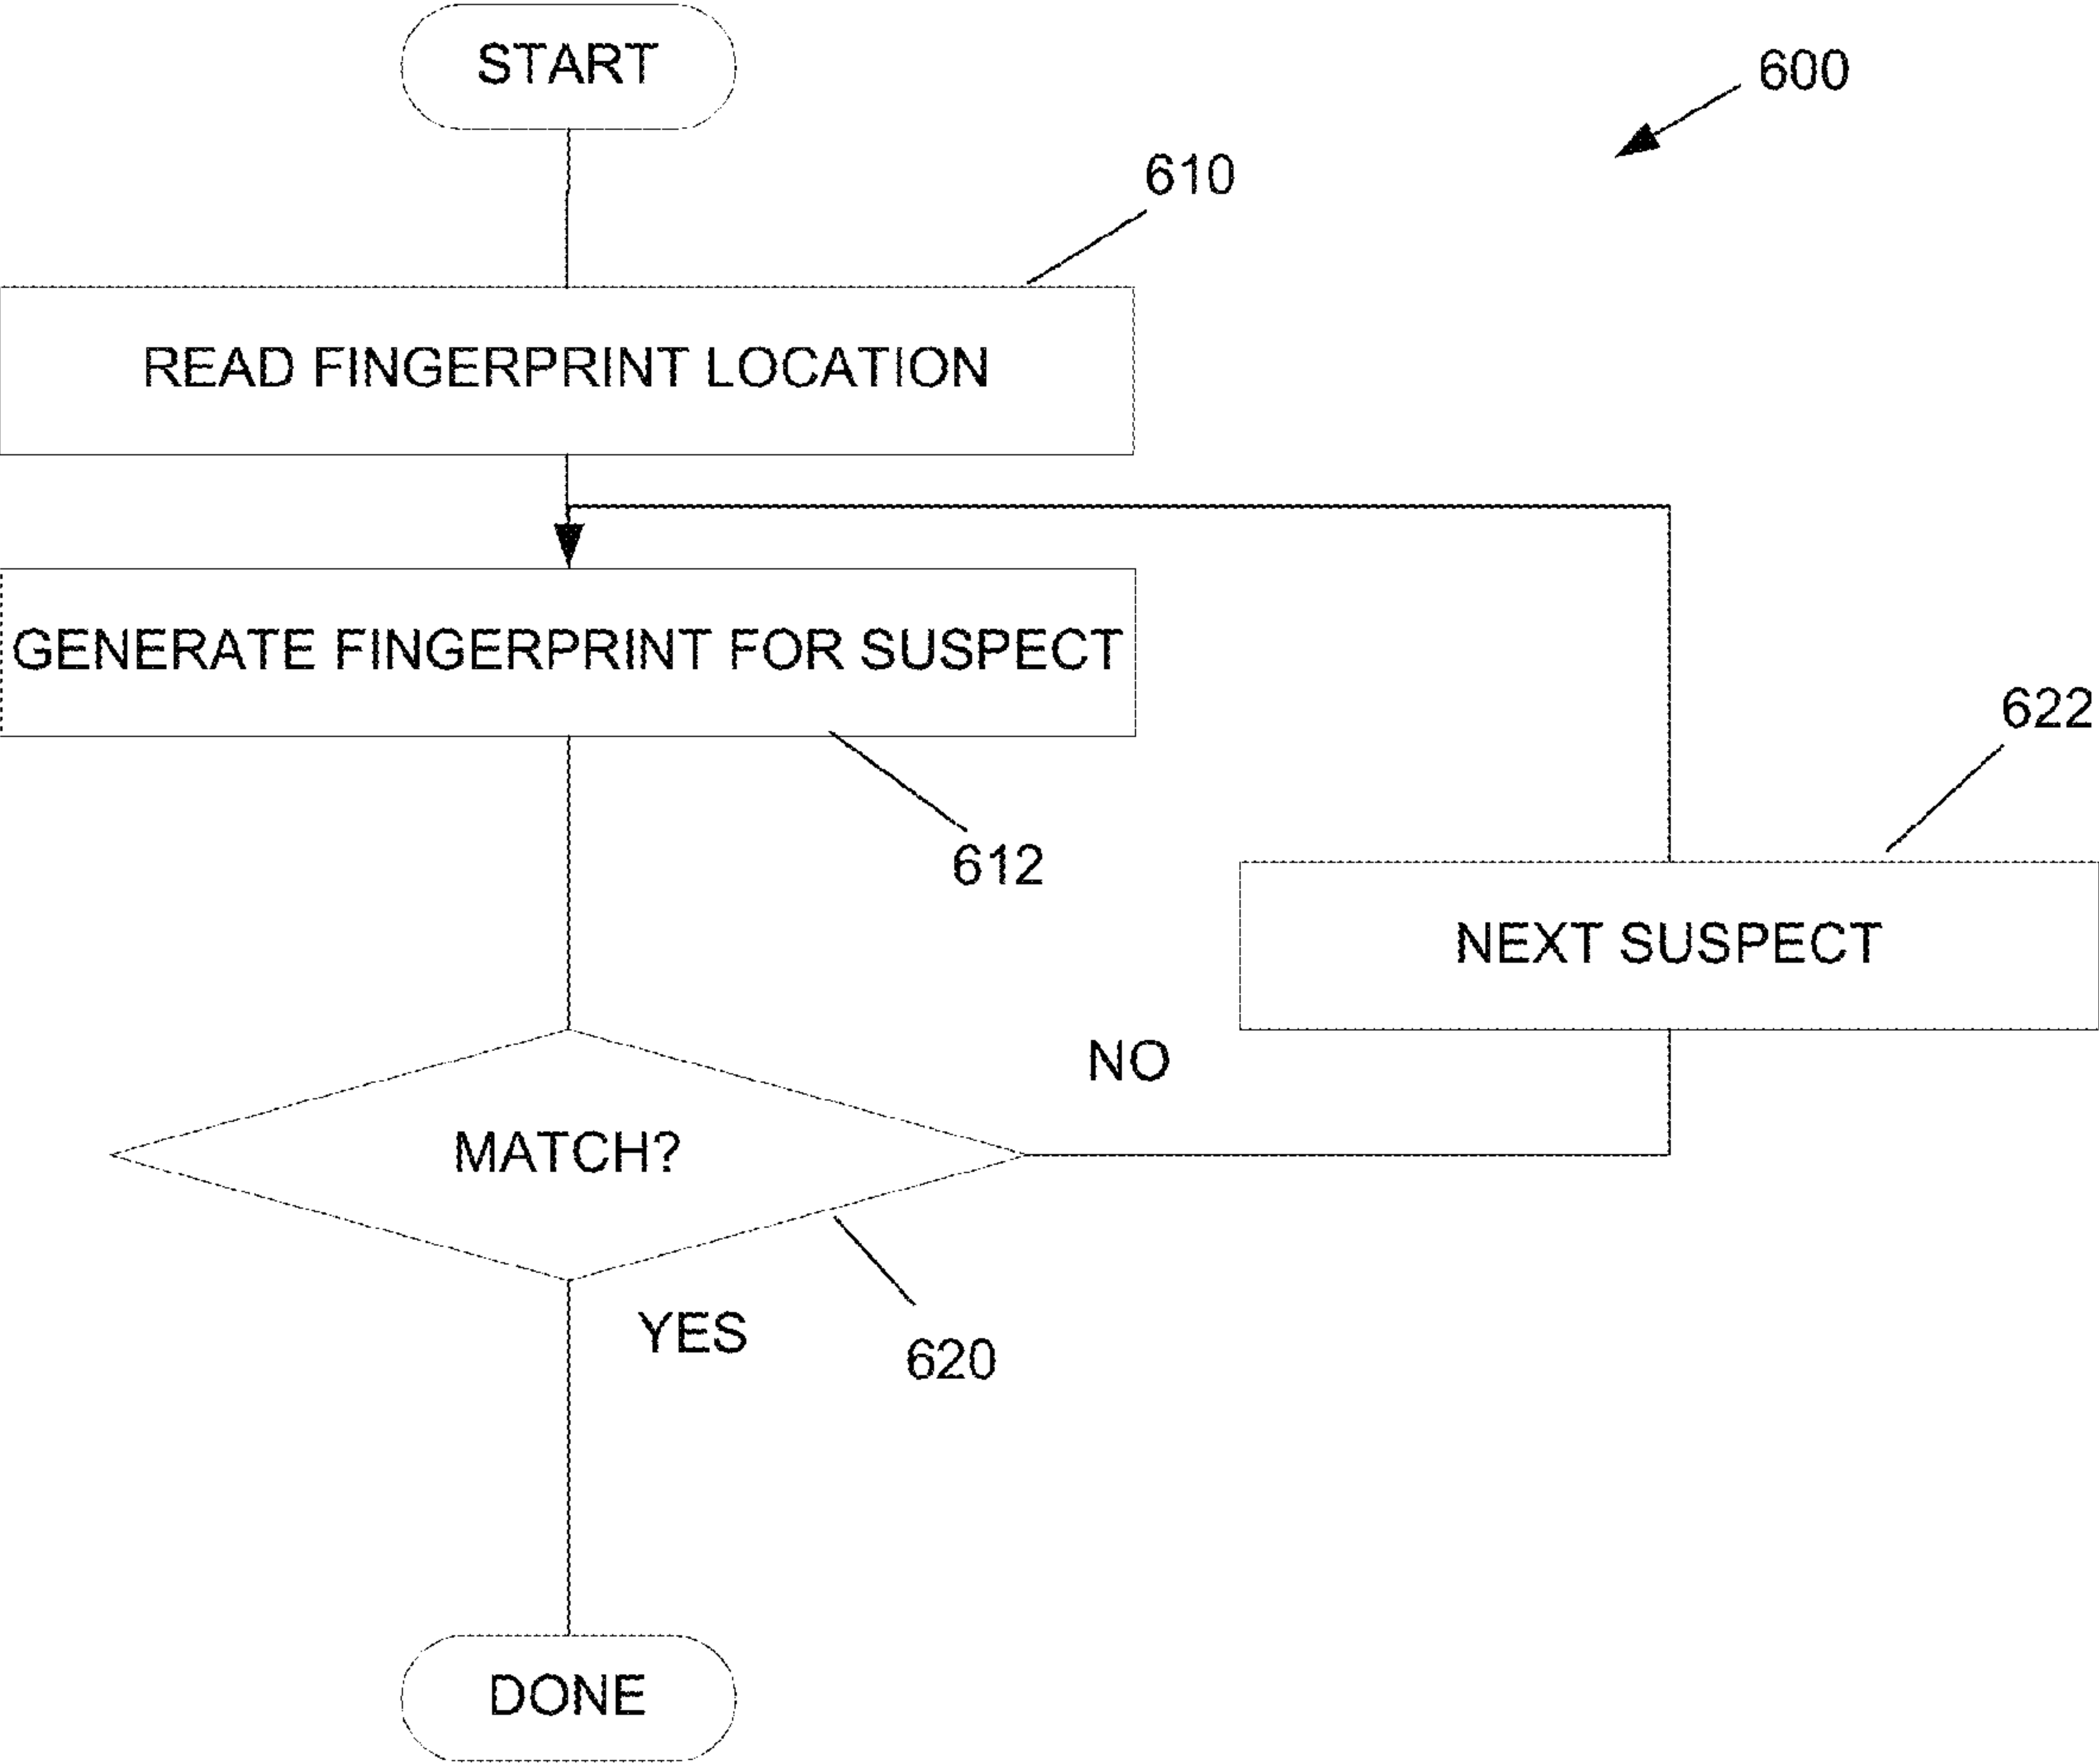 START
600
610
READ FINGERPRINT LOCATION
GENERATE FINGERPRINT FOR SUSPECT
622
612
NEXT SUSPECT
NO
MATCH?
YES
620
DONE